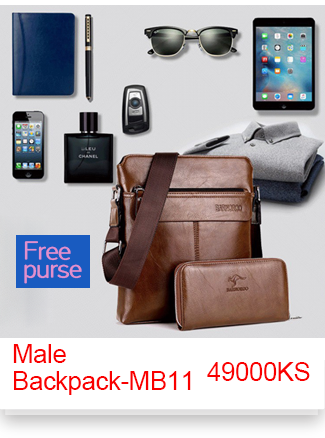 BLEU
DE
CHANEL
Free
purse
Male
Backpack-MB11
49000KS